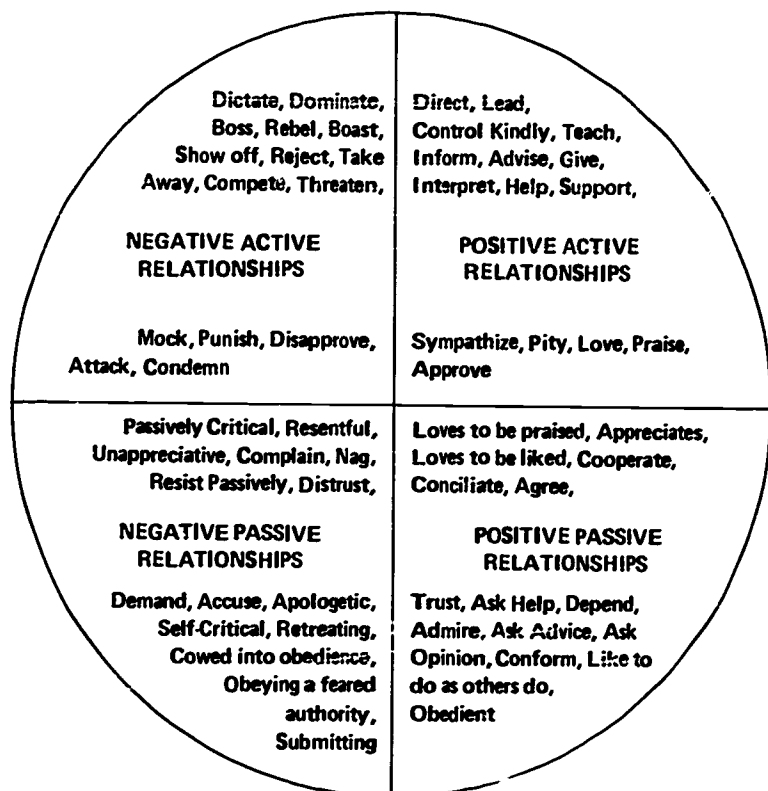 Dictate, Dominate,
Boss, Rebel, Boast,
Show off, Reject, Take
Away, Compete, Threaten,
NEGATIVE ACTIVE
RELATIONSHIPS
Mock, Punish, Disapprove,
Attack, Condemn
Direct, Lead,
Control Kindly, Teach,
Inform, Advise, Give,
Interpret, Help, Support,
POSITIVE ACTIVE
RELATIONSHIPS
Sympathize, Pity, Love, Praise,
Approve
Passively Critical, Resentful,
Unappreciative, Complain, Nag,
Resist Passively, Distrust,
NEGATIVE PASSIVE
RELATIONSHIPS
Demand, Accuse, Apologetic,
Self-Critical, Retreating,
Cowed into obedience,
Obeying a feared
authority,
Submitting
Loves to be praised, Appreciates,
Loves to be liked, Cooperate,
Conciliate, Agree,
POSITIVE PASSIVE
RELATIONSHIPS
Trust, Ask Help, Depend,
Admire, Ask Advice, Ask
Opinion, Conform, Like to
do as others do,
Obedient